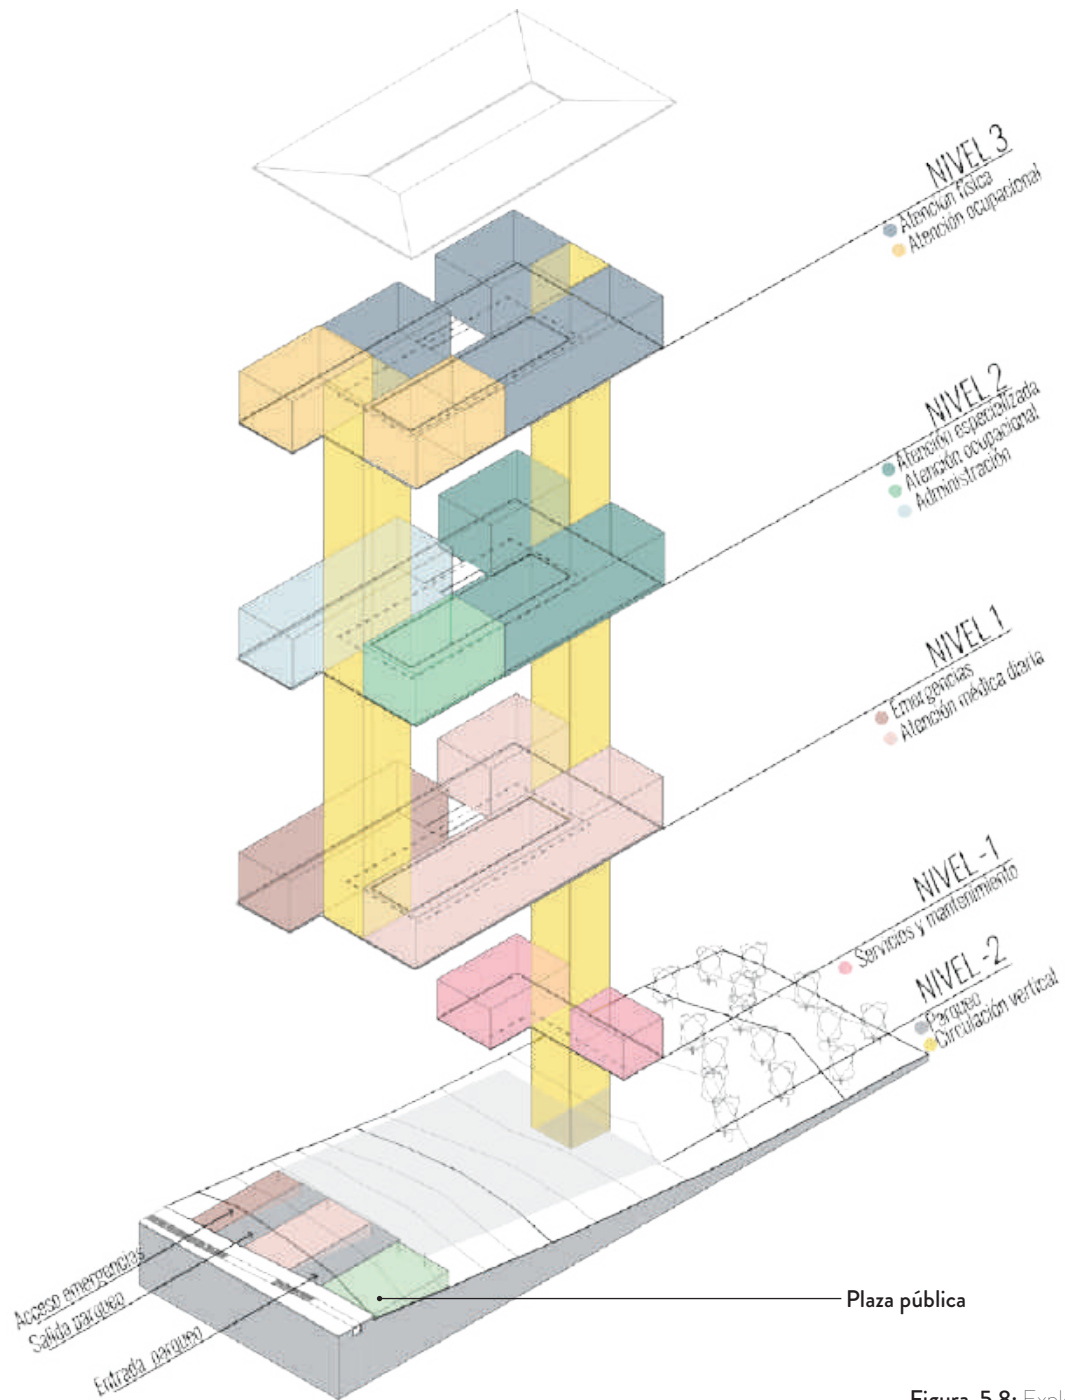 NIVEL 3
Atención física
Atención ocupacional
NIVEL 2
Atención especializada
Atención ocupacional
Administración
NIVEL 1
Emergencias
Atención médica diaria
NIVEL -1
Servicios y mantenimiento
NIVEL -2
Parqueo
Circulación vertical
Acceso emergencias
Salida parqueo
Entrada parqueo
Plaza pública
Figura 5.8: